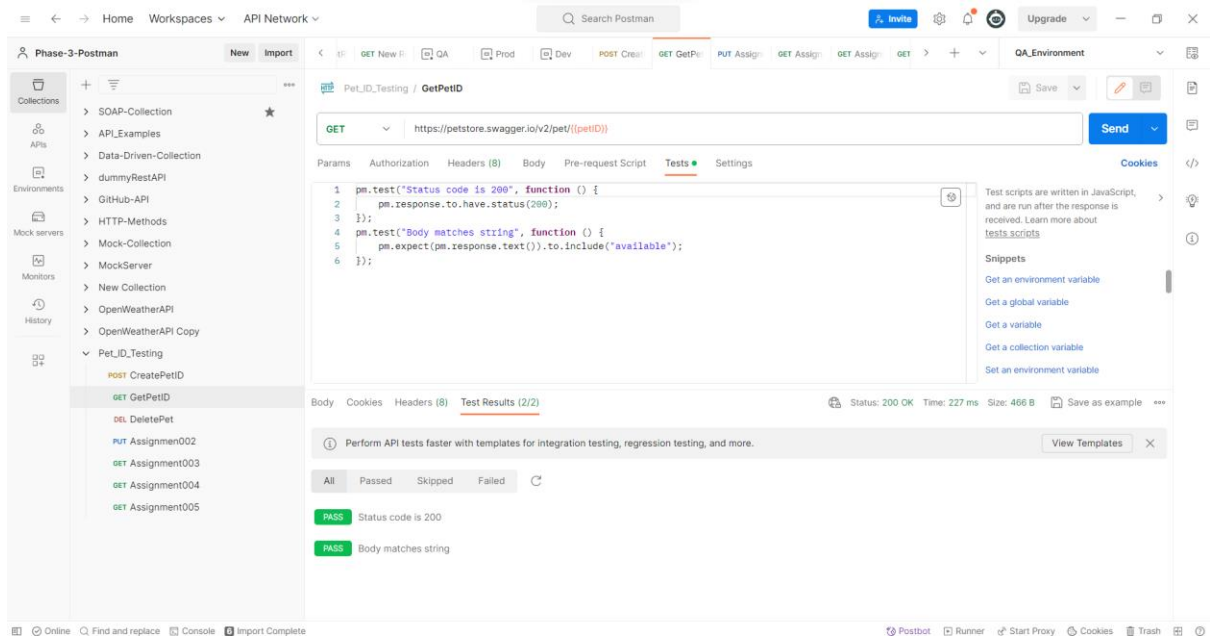 Home Workspaces API Network Search Postman Invite Upgrade
Phase-3-Postman New Import GET New R QA Prod Dev POST Creat GET GetPe PUT Assign GET Assign GET Assign GET QA_Environment
Collections
APIs
Environments
Mock servers
Monitors
History
SOAP-Collection
API_Examples
Data-Driven-Collection
dummyRestAPI
GitHub-API
HTTP-Methods
Mock-Collection
MockServer
New Collection
OpenWeatherAPI
OpenWeatherAPI Copy
Pet_ID_Testing
POST CreatePetID
GET GetPetID
DEL DeletePet
PUT Assignmen002
GET Assignment003
GET Assignment004
GET Assignment005
HTTP Pet_ID_Testing / GetPetID Save
GET https://petstore.swagger.io/v2/pet/{{petID}} Send
Params Authorization Headers (8) Body Pre-request Script Tests Settings Cookies
1 pm.test("Status code is 200", function () {
2 pm.response.to.have.status(200);
3 });
4 pm.test("Body matches string", function () {
5 pm.expect(pm.response.text()).to.include("available");
6 });
Test scripts are written in JavaScript,
and are run after the response is
received. Learn more about
tests scripts
Snippets
Get an environment variable
Get a global variable
Get a variable
Get a collection variable
Set an environment variable
Body Cookies Headers (8) Test Results (2/2) Status: 200 OK Time: 227 ms Size: 466 B Save as example
Perform API tests faster with templates for integration testing, regression testing, and more. View Templates
All Passed Skipped Failed
PASS Status code is 200
PASS Body matches string
Online Find and replace Console Import Complete Postbot Runner Start Proxy Cookies Trash